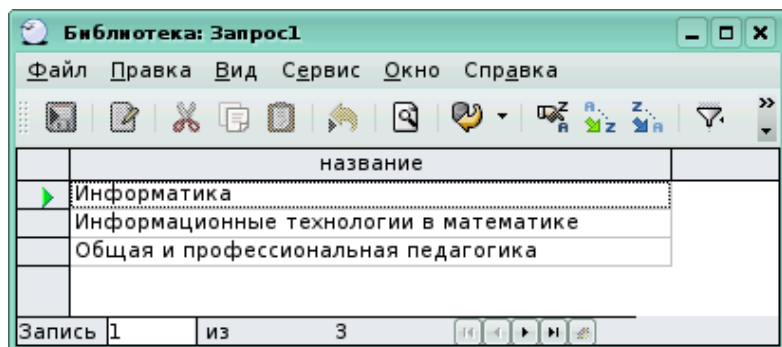 Библиотека: Запрос1
Файл Правка Вид Сервис Окно Справка
название
Информатика
Информационные технологии в математике
Общая и профессиональная педагогика
Запись 1 из 3